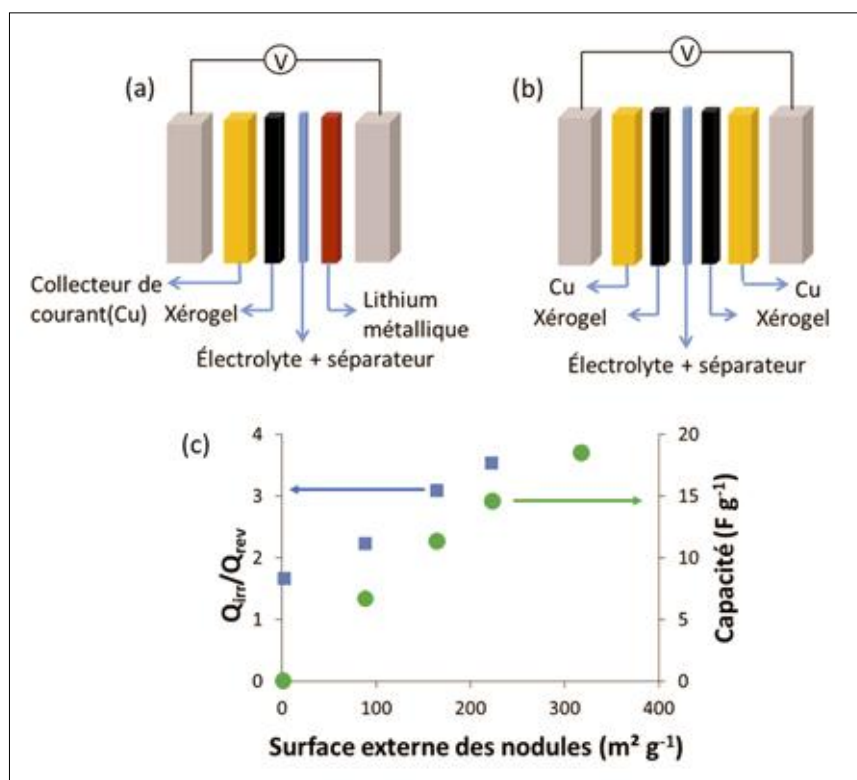 (a)
V
Collecteur de
courant(Cu)
Xérogel
Lithium
métallique
Électrolyte + séparateur
(b)
V
Cu
Xérogel
Cu
Xérogel
Électrolyte + séparateur
(c)
Qirr/Qrev
4
3
2
1
0
20
15
10
5
0
Capacité (F g⁻¹)
0
100
200
300
400
Surface externe des nodules (m² g⁻¹)